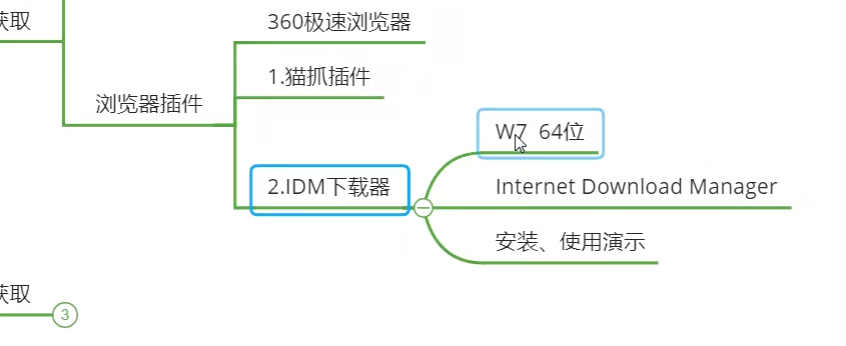 获取
360极速浏览器
1.猫抓插件
浏览器插件
W7 64位
2.IDM下载器
Internet Download Manager
安装、使用演示
获取
3